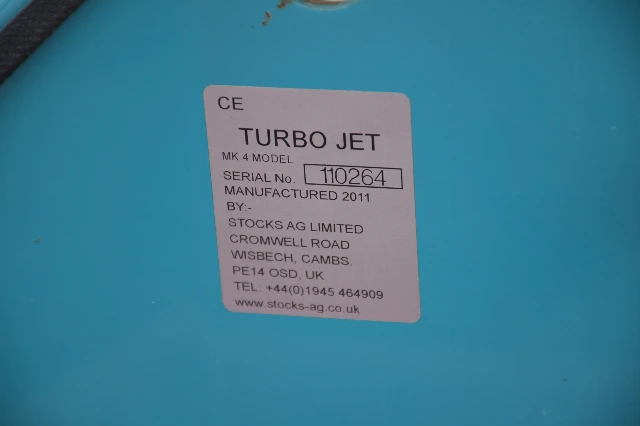 CE
TURBO JET
MK 4 MODEL
SERIAL No. 110264
MANUFACTURED 2011
BY:-
STOCKS AG LIMITED
CROMWELL ROAD
WISBECH, CAMBS.
PE14 OSD, UK
TEL: +44(0)1945 464909
www.stocks-ag.co.uk